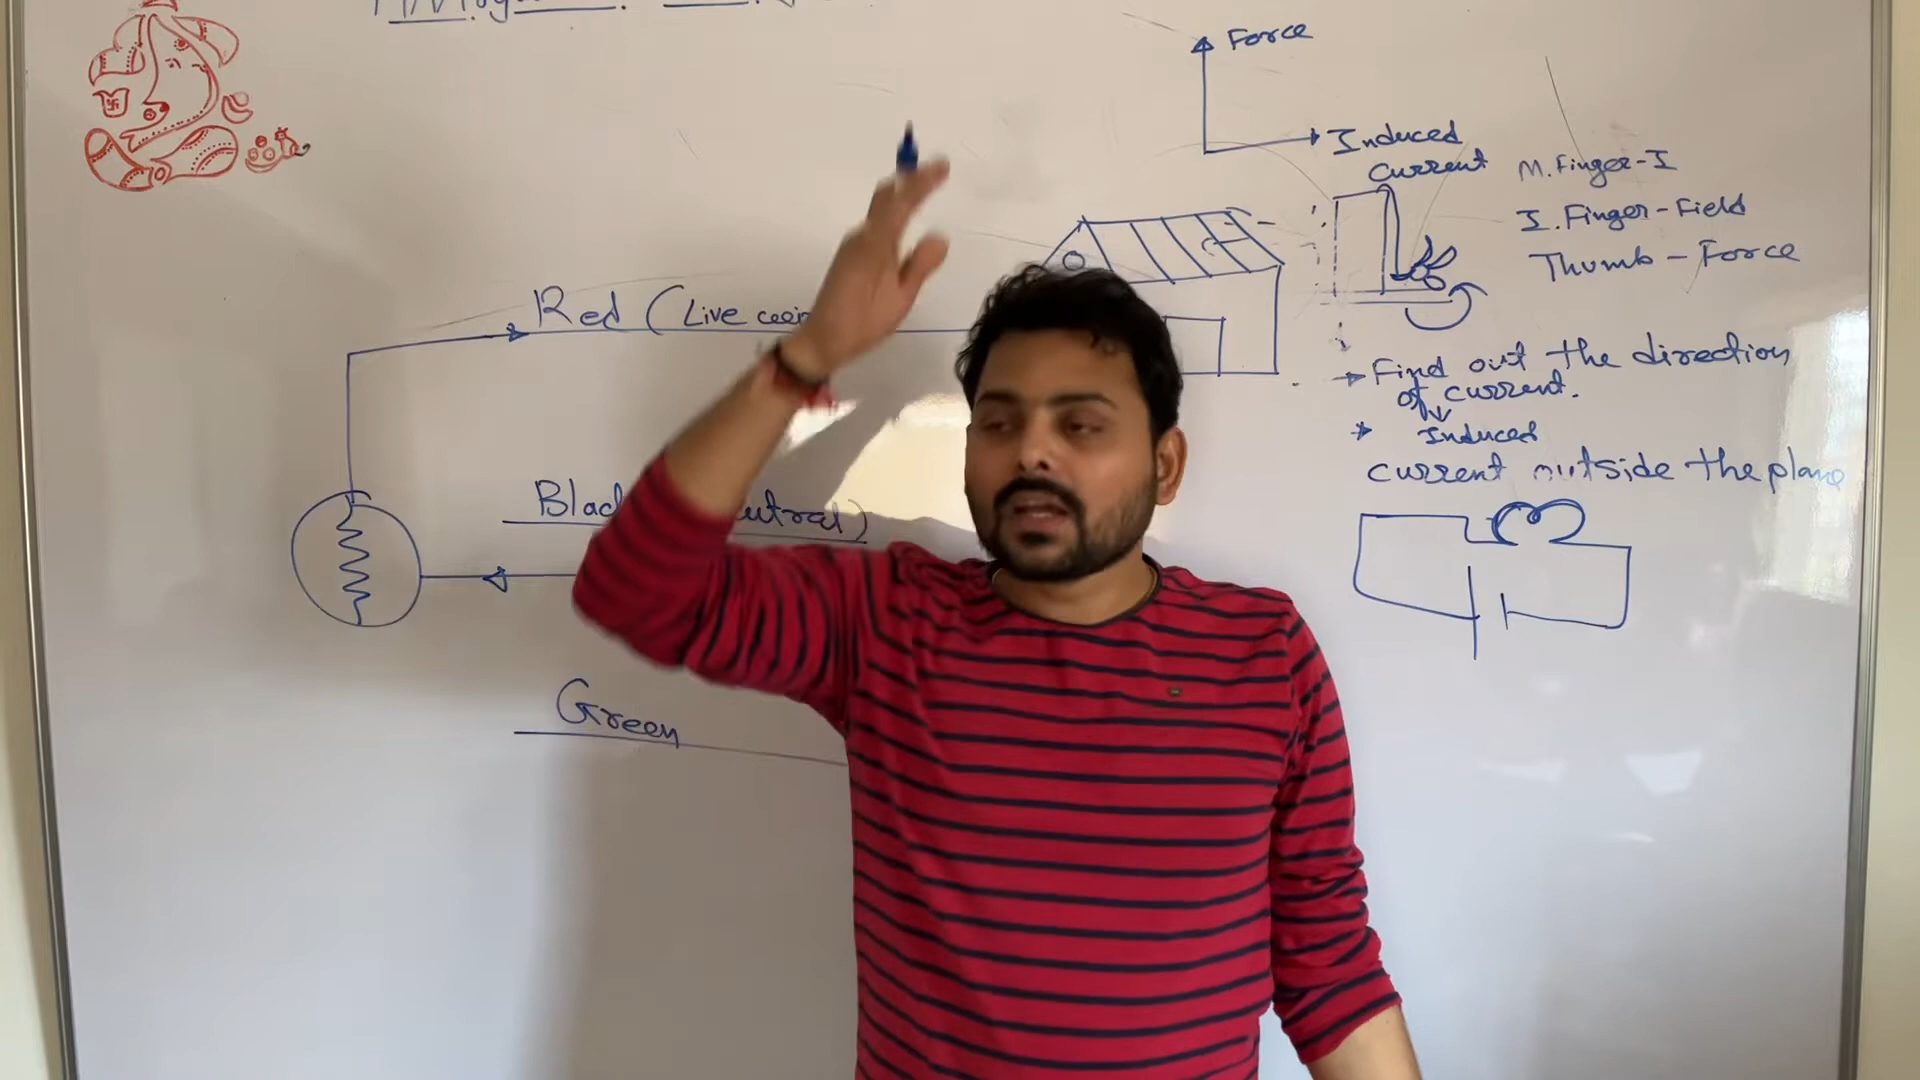 Force
Induced
current
M. Finger-I
I. Finger-Field
Thumb-Force
Red (Live
Find out the direction
of current.
Induced
current outside the plane
Green